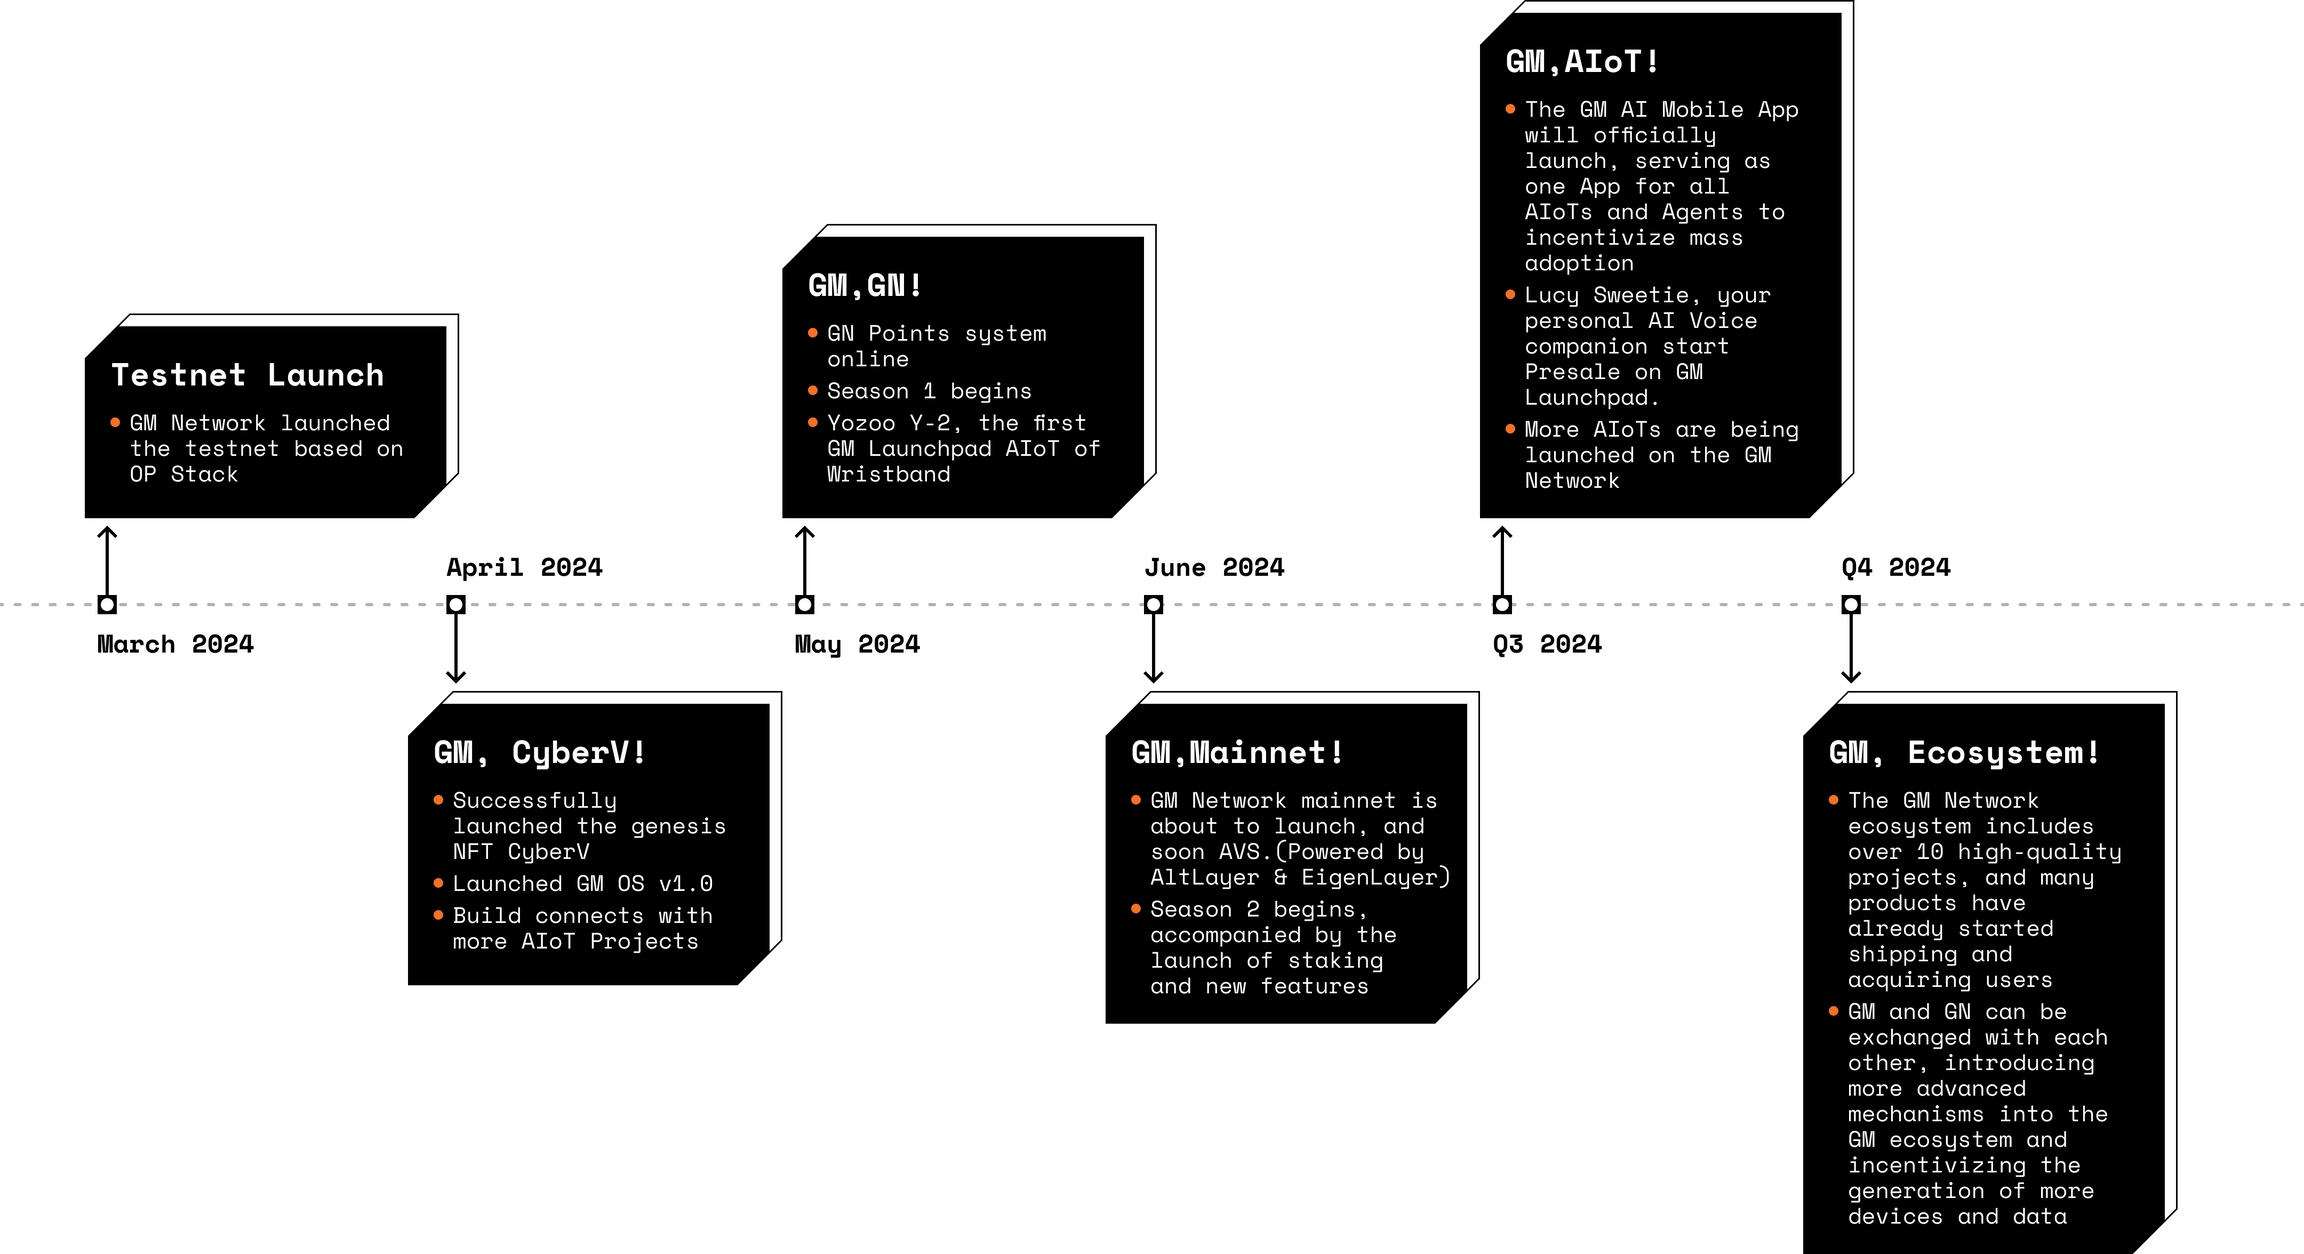 Testnet Launch
GM Network launched
the testnet based on
OP Stack
March 2024
April 2024
GM, CyberV!
Successfully
launched the genesis
NFT CyberV
Launched GM OS v1.0
Build connects with
more AIoT Projects
GM,GN!
GN Points system
online
Season 1 begins
Yozoo Y-2, the first
GM Launchpad AIoT of
Wristband
May 2024
June 2024
GM,Mainnet!
GM Network mainnet is
about to launch, and
soon AVS.(Powered by
AltLayer & EigenLayer)
Season 2 begins,
accompanied by the
launch of staking
and new features
GM,AIoT!
The GM AI Mobile App
will officially
launch, serving as
one App for all
AIoTs and Agents to
incentivize mass
adoption
Lucy Sweetie, your
personal AI Voice
companion start
Presale on GM
Launchpad.
More AIoTs are being
launched on the GM
Network
Q3 2024
Q4 2024
GM, Ecosystem!
The GM Network
ecosystem includes
over 10 high-quality
projects, and many
products have
already started
shipping and
acquiring users
GM and GN can be
exchanged with each
other, introducing
more advanced
mechanisms into the
GM ecosystem and
incentivizing the
generation of more
devices and data